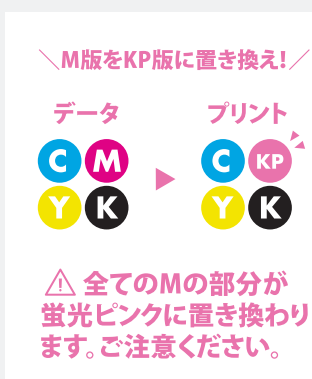 ＼M版をKP版に置き換え!／
データ プリント
C M C KP
Y K Y K
⚠ 全てのMの部分が
蛍光ピンクに置き換わり
ます。ご注意ください。